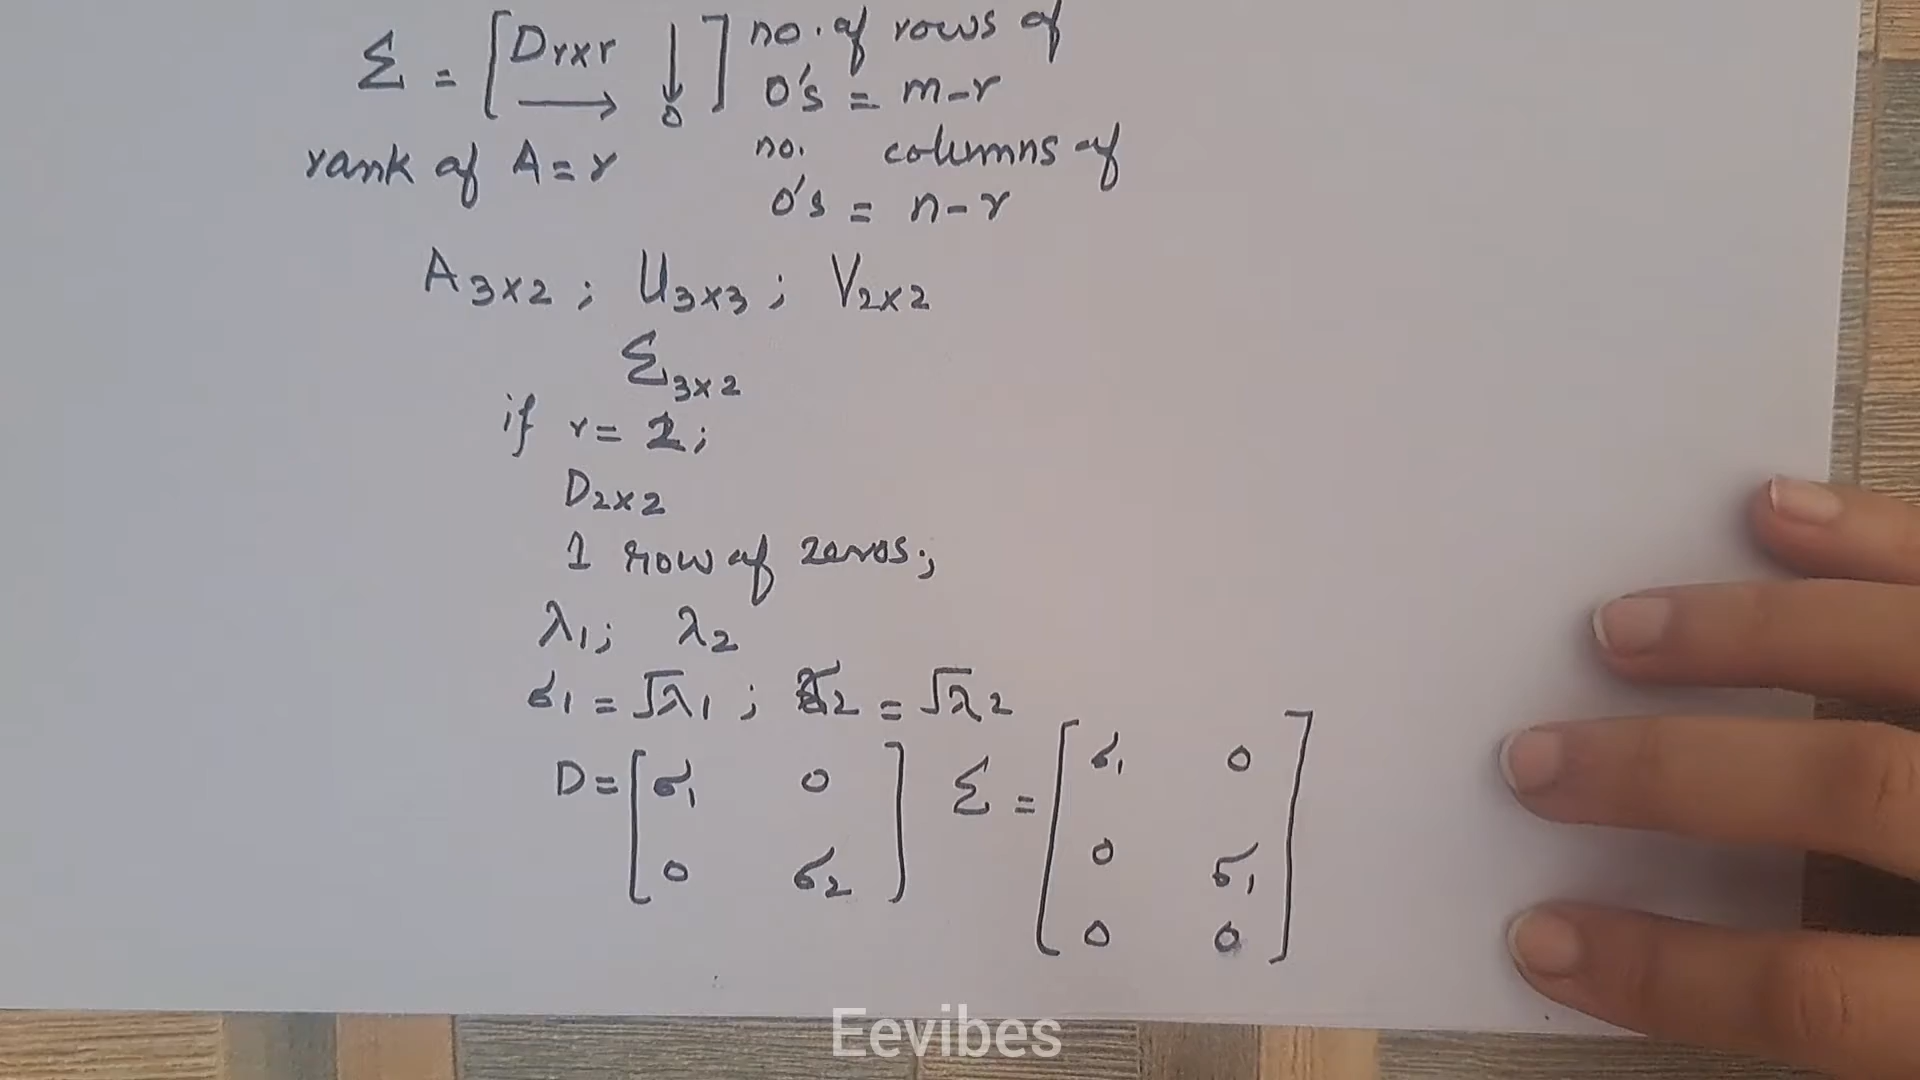 Σ = [ D r×r → ↓ 0 ] no. of rows of
0's = m-r
rank of A = r no. columns of
0's = n-r
A 3×2 ; U 3×3 ; V 2×2
Σ 3×2
if r = 2;
D 2×2
1 row of zeros;
λ1; λ2
σ1 = √λ1 ; σ2 = √λ2
D = [ σ1 0
0 σ2 ]
Σ = [ σ1 0
0 σ1
0 0 ]
Eevibes